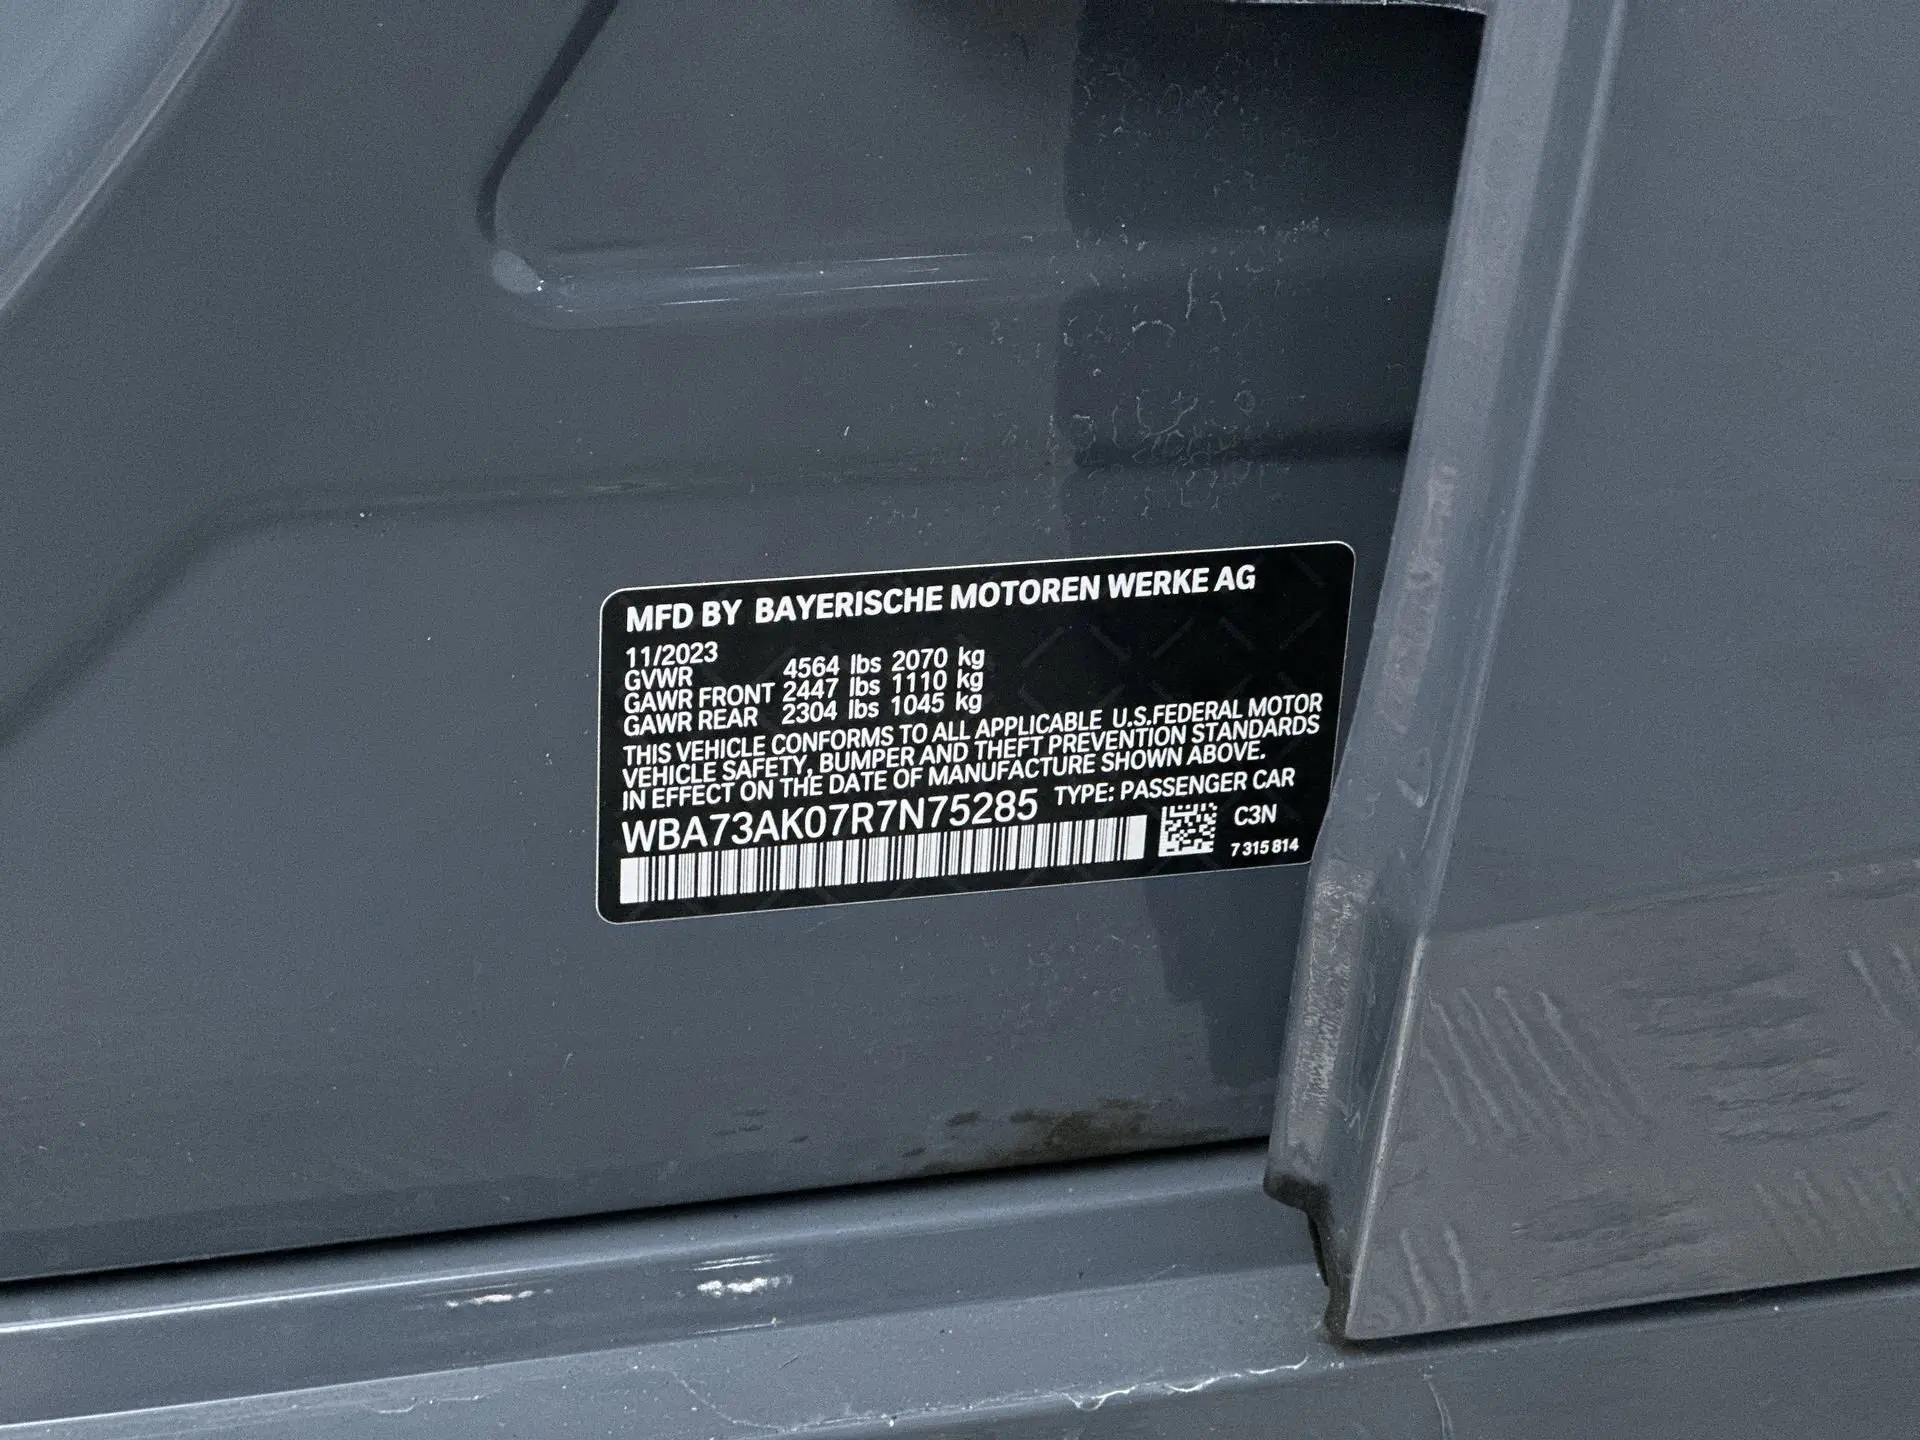 MFD BY BAYERISCHE MOTOREN WERKE AG
11/2023
GVWR 4564 lbs 2070 kg
GAWR FRONT 2447 lbs 1110 kg
GAWR REAR 2304 lbs 1045 kg
THIS VEHICLE CONFORMS TO ALL APPLICABLE U.S.FEDERAL MOTOR
VEHICLE SAFETY, BUMPER AND THEFT PREVENTION STANDARDS
IN EFFECT ON THE DATE OF MANUFACTURE SHOWN ABOVE.
WBA73AK07R7N75285 TYPE: PASSENGER CAR
C3N
7 315 814